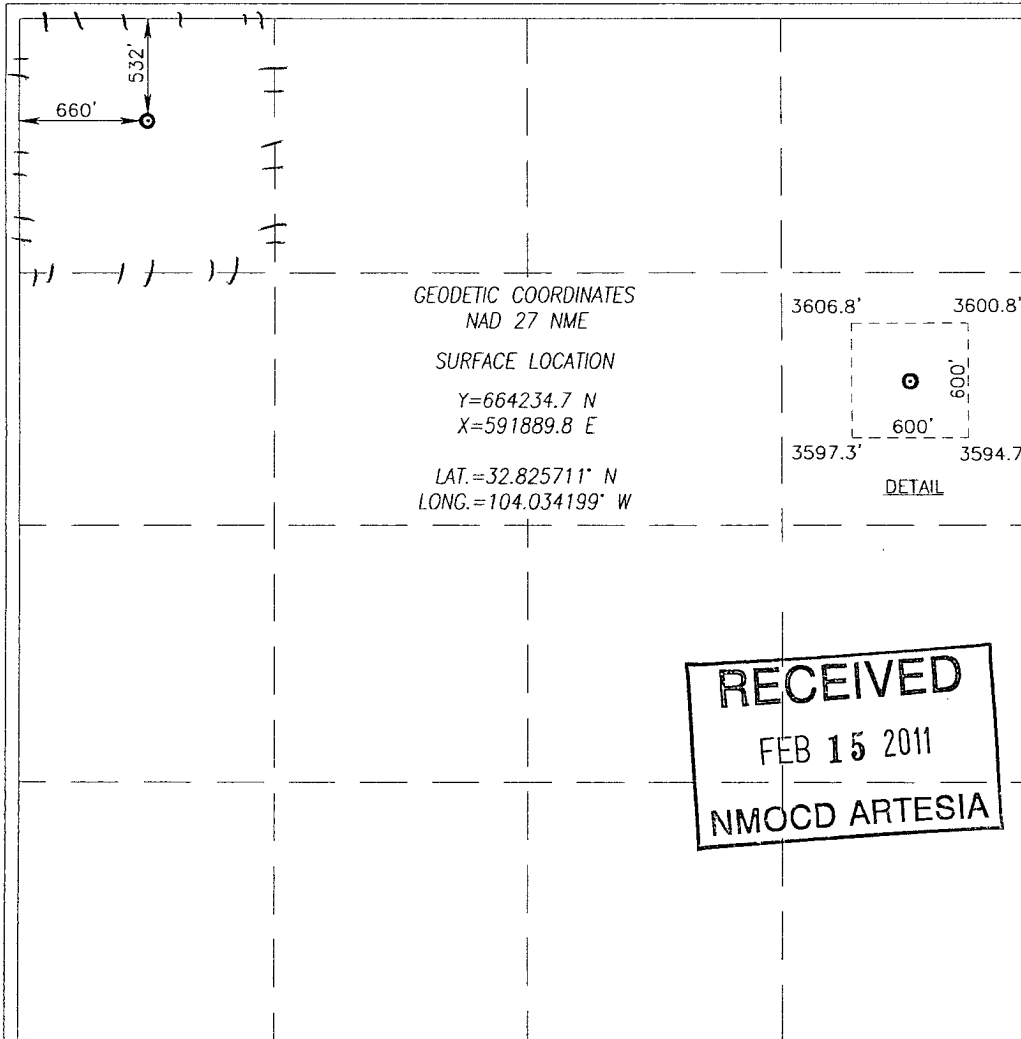 532'
660'
GEODETIC COORDINATES
NAD 27 NME
SURFACE LOCATION
Y=664234.7 N
X=591889.8 E
LAT.=32.825711° N
LONG.=104.034199° W
3606.8' 3600.8'
600'
600'
3597.3' 3594.7
DETAIL
RECEIVED
FEB 15 2011
NMOCD ARTESIA